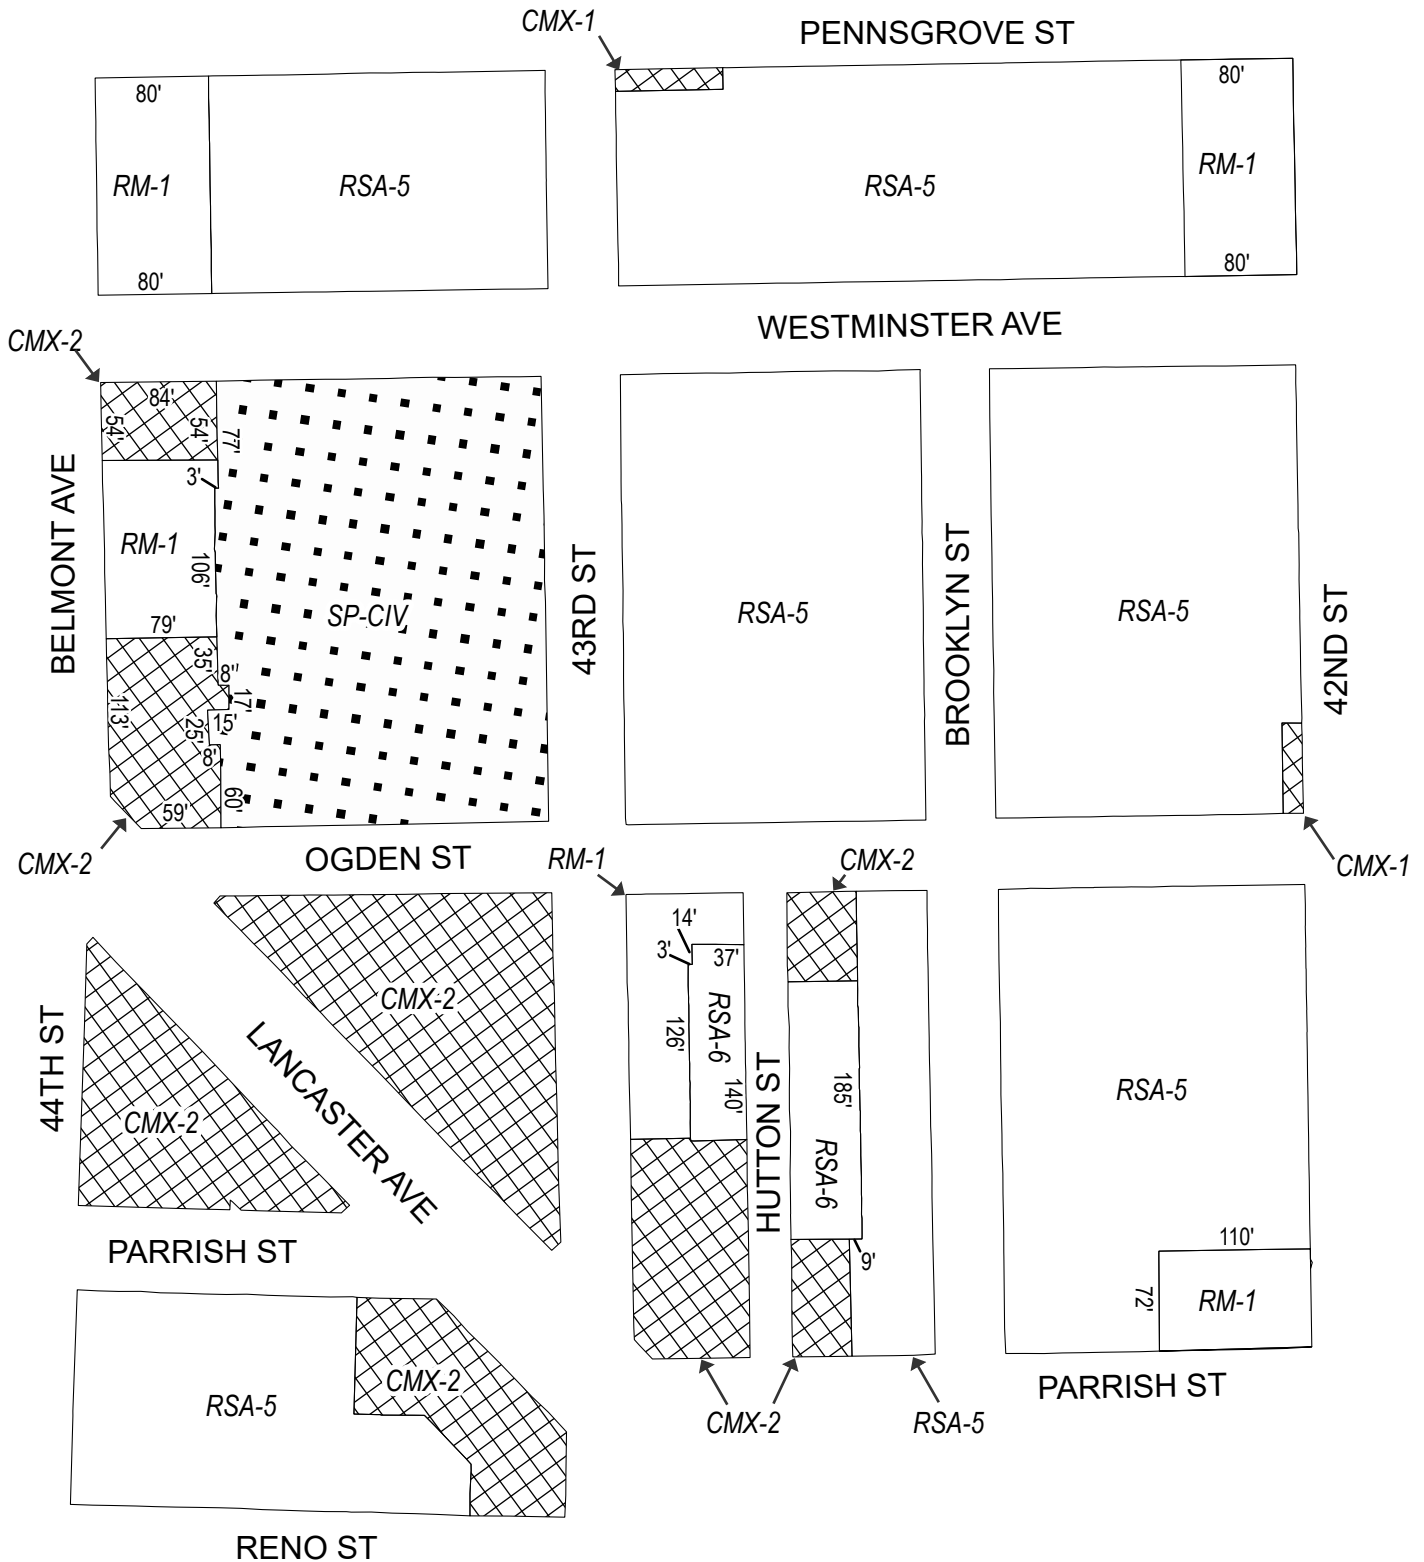 CMX-1
PENNSGROVE ST
80'
80'
RM-1
RSA-5
RSA-5
RM-1
80'
80'
WESTMINSTER AVE
CMX-2
84'
54'
54'
77'
3'
BELMONT AVE
RM-1
106'
SP-CIV
79'
43RD ST
RSA-5
BROOKLYN ST
RSA-5
42ND ST
35'
8'
17'
113'
15'
25'
8'
60'
59'
CMX-2
OGDEN ST
RM-1
CMX-2
CMX-1
14'
3'
37'
RSA-6
126'
140'
CMX-2
44TH ST
LANCASTER AVE
CMX-2
HUTTON ST
185'
RSA-6
RSA-5
9'
110'
72'
RM-1
PARRISH ST
CMX-2
RSA-5
PARRISH ST
CMX-2
RSA-5
RENO ST